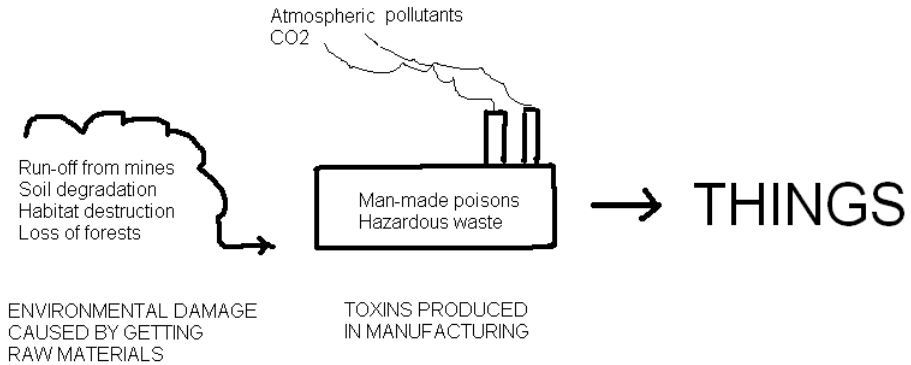 Atmospheric pollutants
CO2
Run-off from mines
Soil degradation
Habitat destruction
Loss of forests
Man-made poisons
Hazardous waste
THINGS
ENVIRONMENTAL DAMAGE
CAUSED BY GETTING
RAW MATERIALS
TOXINS PRODUCED
IN MANUFACTURING